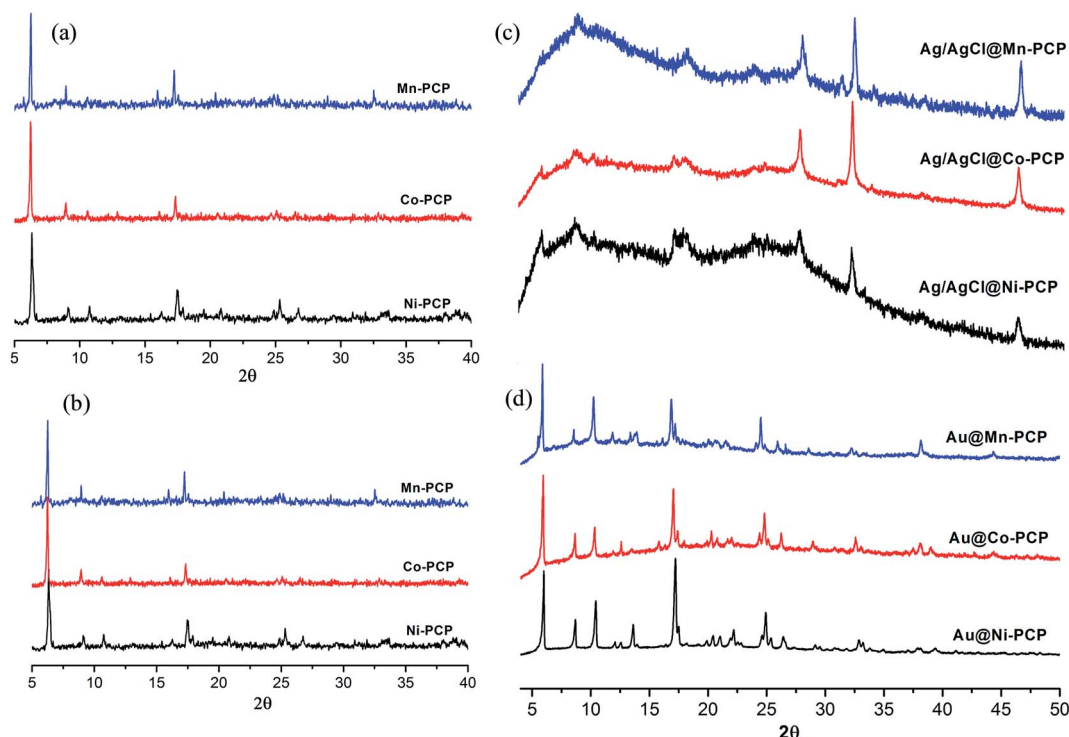 (a)
Mn-PCP
Co-PCP
Ni-PCP
5 10 15 20 25 30 35 40
2θ
(b)
Mn-PCP
Co-PCP
Ni-PCP
5 10 15 20 25 30 35 40
2θ
(c)
Ag/AgCl@Mn-PCP
Ag/AgCl@Co-PCP
Ag/AgCl@Ni-PCP
(d)
Au@Mn-PCP
Au@Co-PCP
Au@Ni-PCP
5 10 15 20 25 30 35 40 45 50
2θ